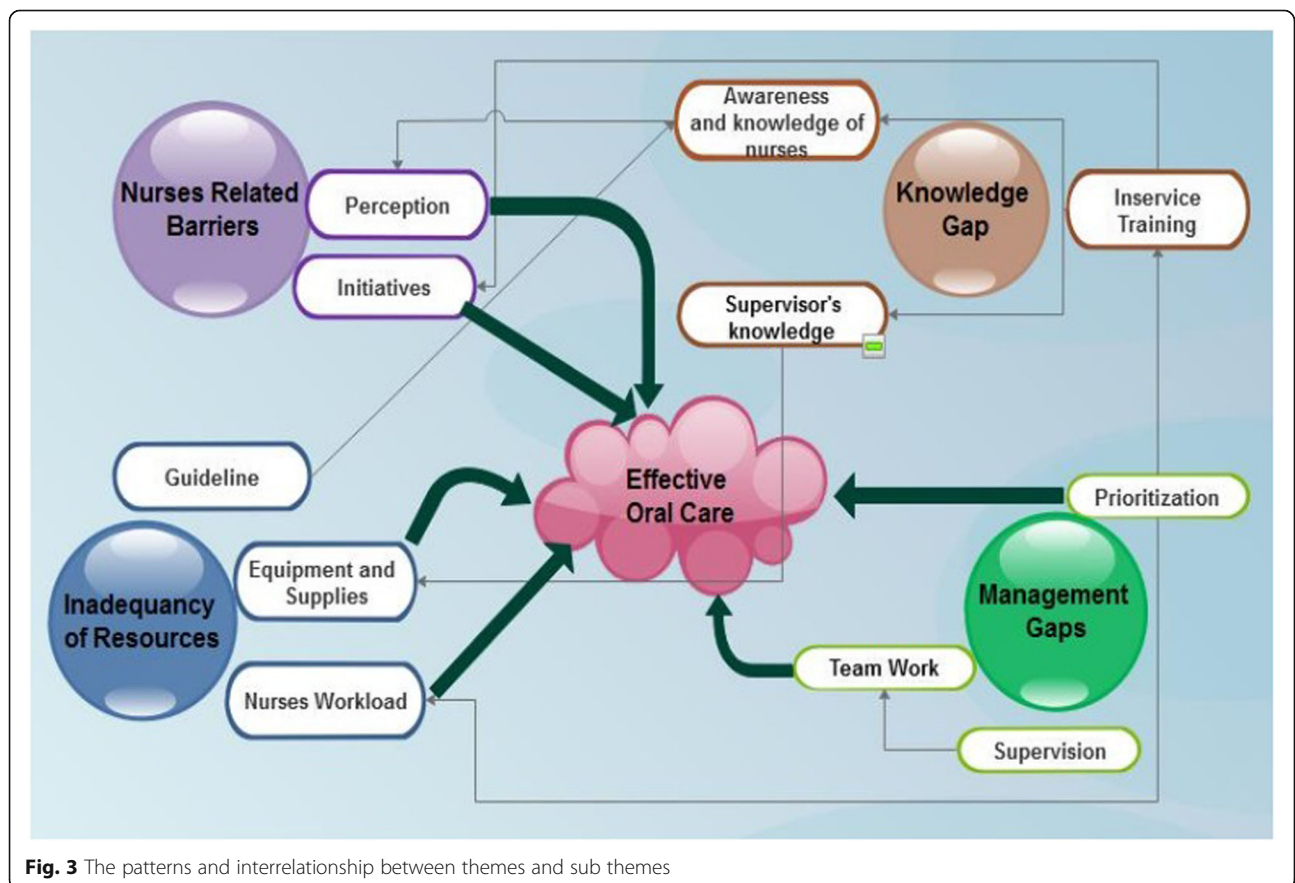 Awareness
and knowledge of
nurses
Nurses Related
Barriers
Perception
Knowledge
Gap
Inservice
Training
Initiatives
Supervisor's
knowledge
Guideline
Effective
Oral Care
Prioritization
Equipment and
Supplies
Inadequancy
of Resources
Management
Gaps
Team Work
Nurses Workload
Supervision
Fig. 3 The patterns and interrelationship between themes and sub themes